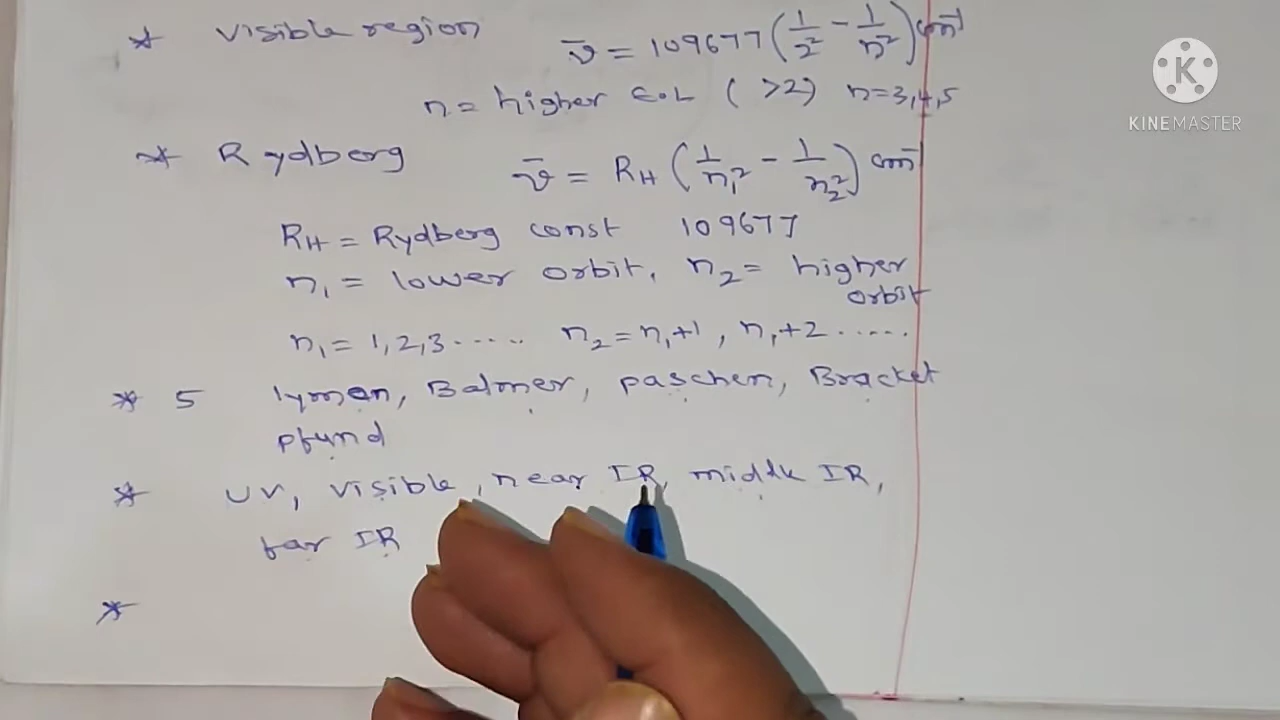 * visible region ν̄ = 109677 (1/2² − 1/n²) cm⁻¹
n = higher E.L (>2) n=3,4,5
* Rydberg ν̄ = RH (1/n₁² − 1/n₂²) cm⁻¹
RH = Rydberg const 109677
n₁ = lower orbit, n₂ = higher
orbit
n₁ = 1,2,3..... n₂ = n₁+1, n₁+2.....
* 5 lyman, Balmer, paschen, Bracket
pfund
* UV, visible, near IR, middle IR,
far IR
*
K
KINEMASTER